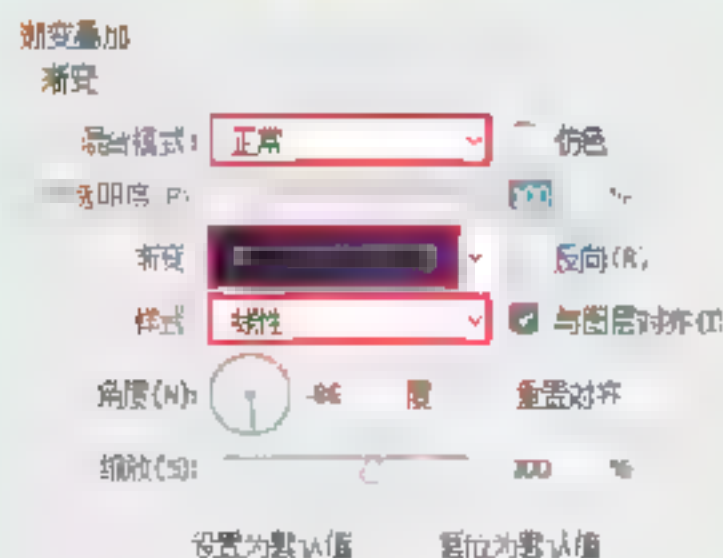 渐变叠加
渐变
混合模式: 正常 仿色
不透明度(P): %
渐变 反向(R)
样式 线性 与图层对齐(I)
角度(N): 度 重置对齐
缩放(S): 100 %
设置为默认值 复位为默认值